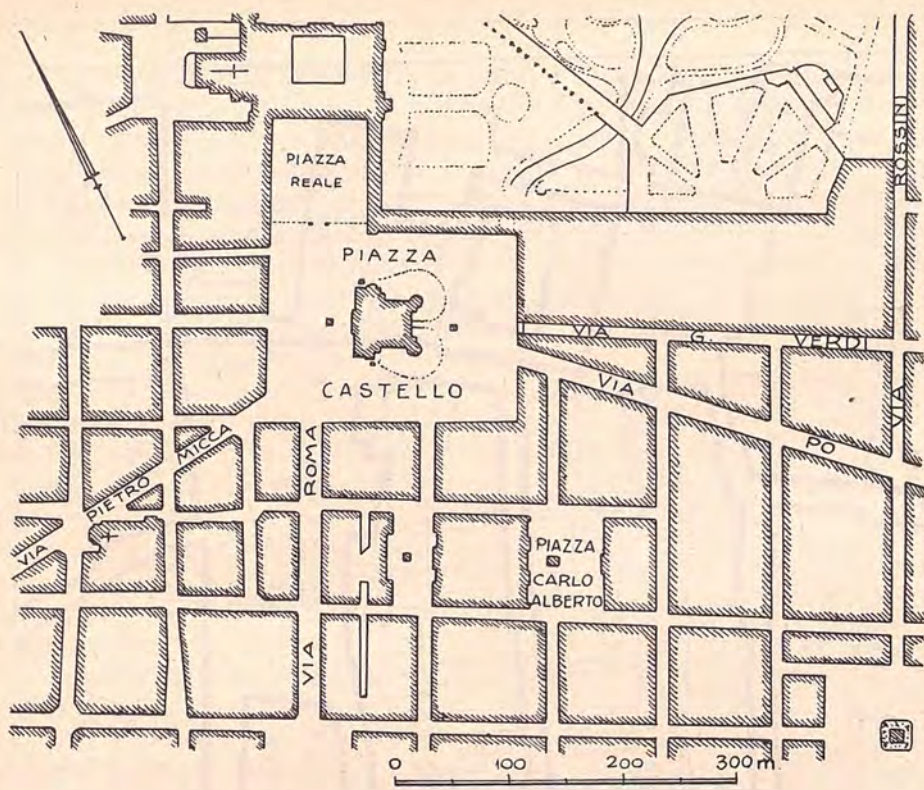 PIAZZA
REALE
PIAZZA
CASTELLO
VIA G. VERDI
VIA PO
VIA ROSSINI
VIA PIETRO MICCA
VIA ROMA
PIAZZA
CARLO
ALBERTO
0 100 200 300 m.